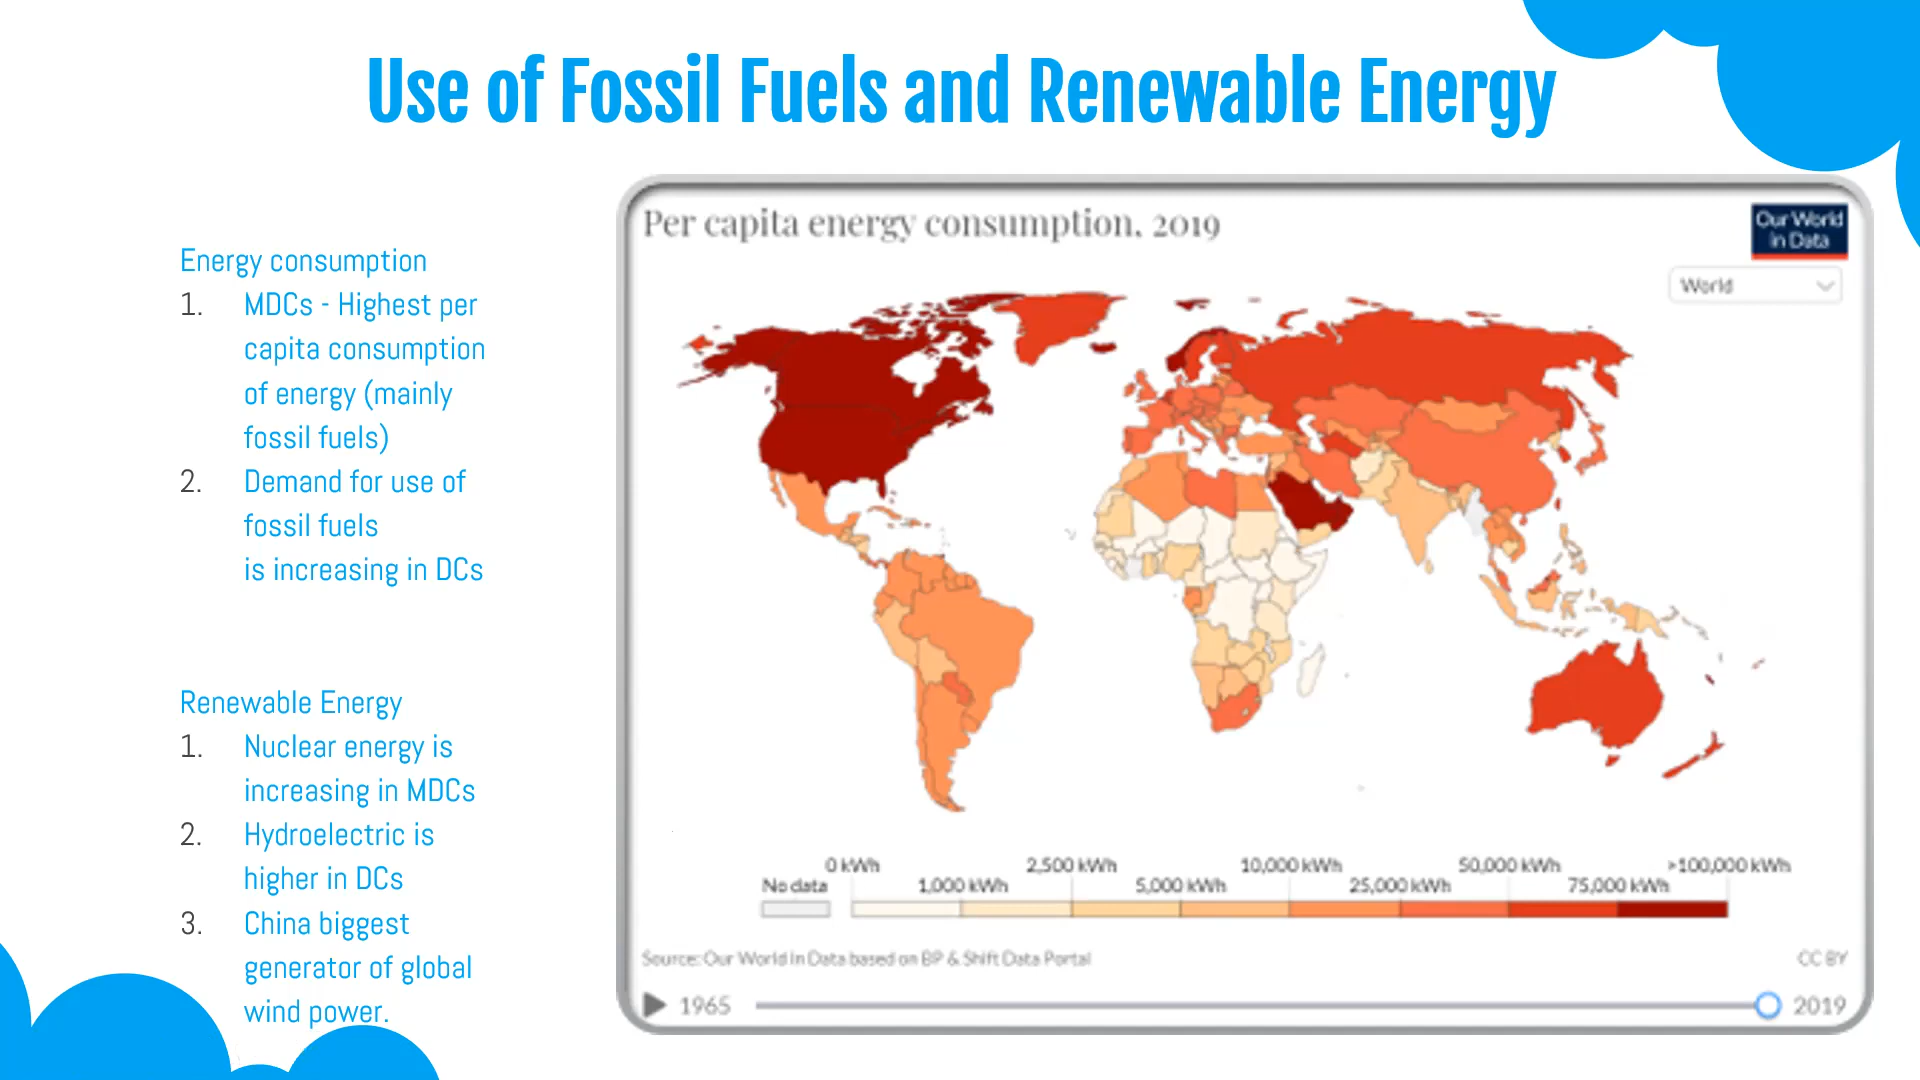 Use of Fossil Fuels and Renewable Energy
Energy consumption
1. MDCs - Highest per
capita consumption
of energy (mainly
fossil fuels)
2. Demand for use of
fossil fuels
is increasing in DCs
Renewable Energy
1. Nuclear energy is
increasing in MDCs
2. Hydroelectric is
higher in DCs
3. China biggest
generator of global
wind power.
Per capita energy consumption, 2019
Our World
in Data
World
0 kWh 2,500 kWh 10,000 kWh 50,000 kWh >100,000 kWh
No data 1,000 kWh 5,000 kWh 25,000 kWh 75,000 kWh
Source: Our World in Data based on BP & Shift Data Portal
CC BY
1965 2019